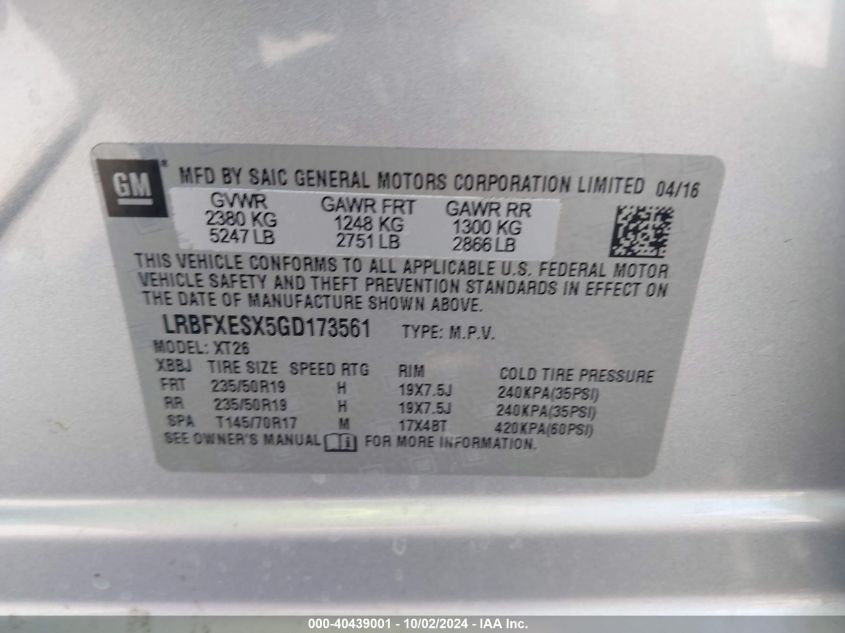 GM
MFD BY SAIC GENERAL MOTORS CORPORATION LIMITED 04/16
GVWR GAWR FRT GAWR RR
2380 KG 1248 KG 1300 KG
5247 LB 2751 LB 2866 LB
THIS VEHICLE CONFORMS TO ALL APPLICABLE U.S. FEDERAL MOTOR
VEHICLE SAFETY AND THEFT PREVENTION STANDARDS IN EFFECT ON
THE DATE OF MANUFACTURE SHOWN ABOVE.
LRBFXESX5GD173561 TYPE: M.P.V.
MODEL: XT26
XBBJ TIRE SIZE SPEED RTG RIM COLD TIRE PRESSURE
FRT 235/50R19 H 19X7.5J 240KPA(35PSI)
RR 235/50R19 H 19X7.5J 240KPA(35PSI)
SPA T145/70R17 M 17X4BT 420KPA(60PSI)
SEE OWNER'S MANUAL FOR MORE INFORMATION.
000-40439001 - 10/02/2024 - IAA Inc.